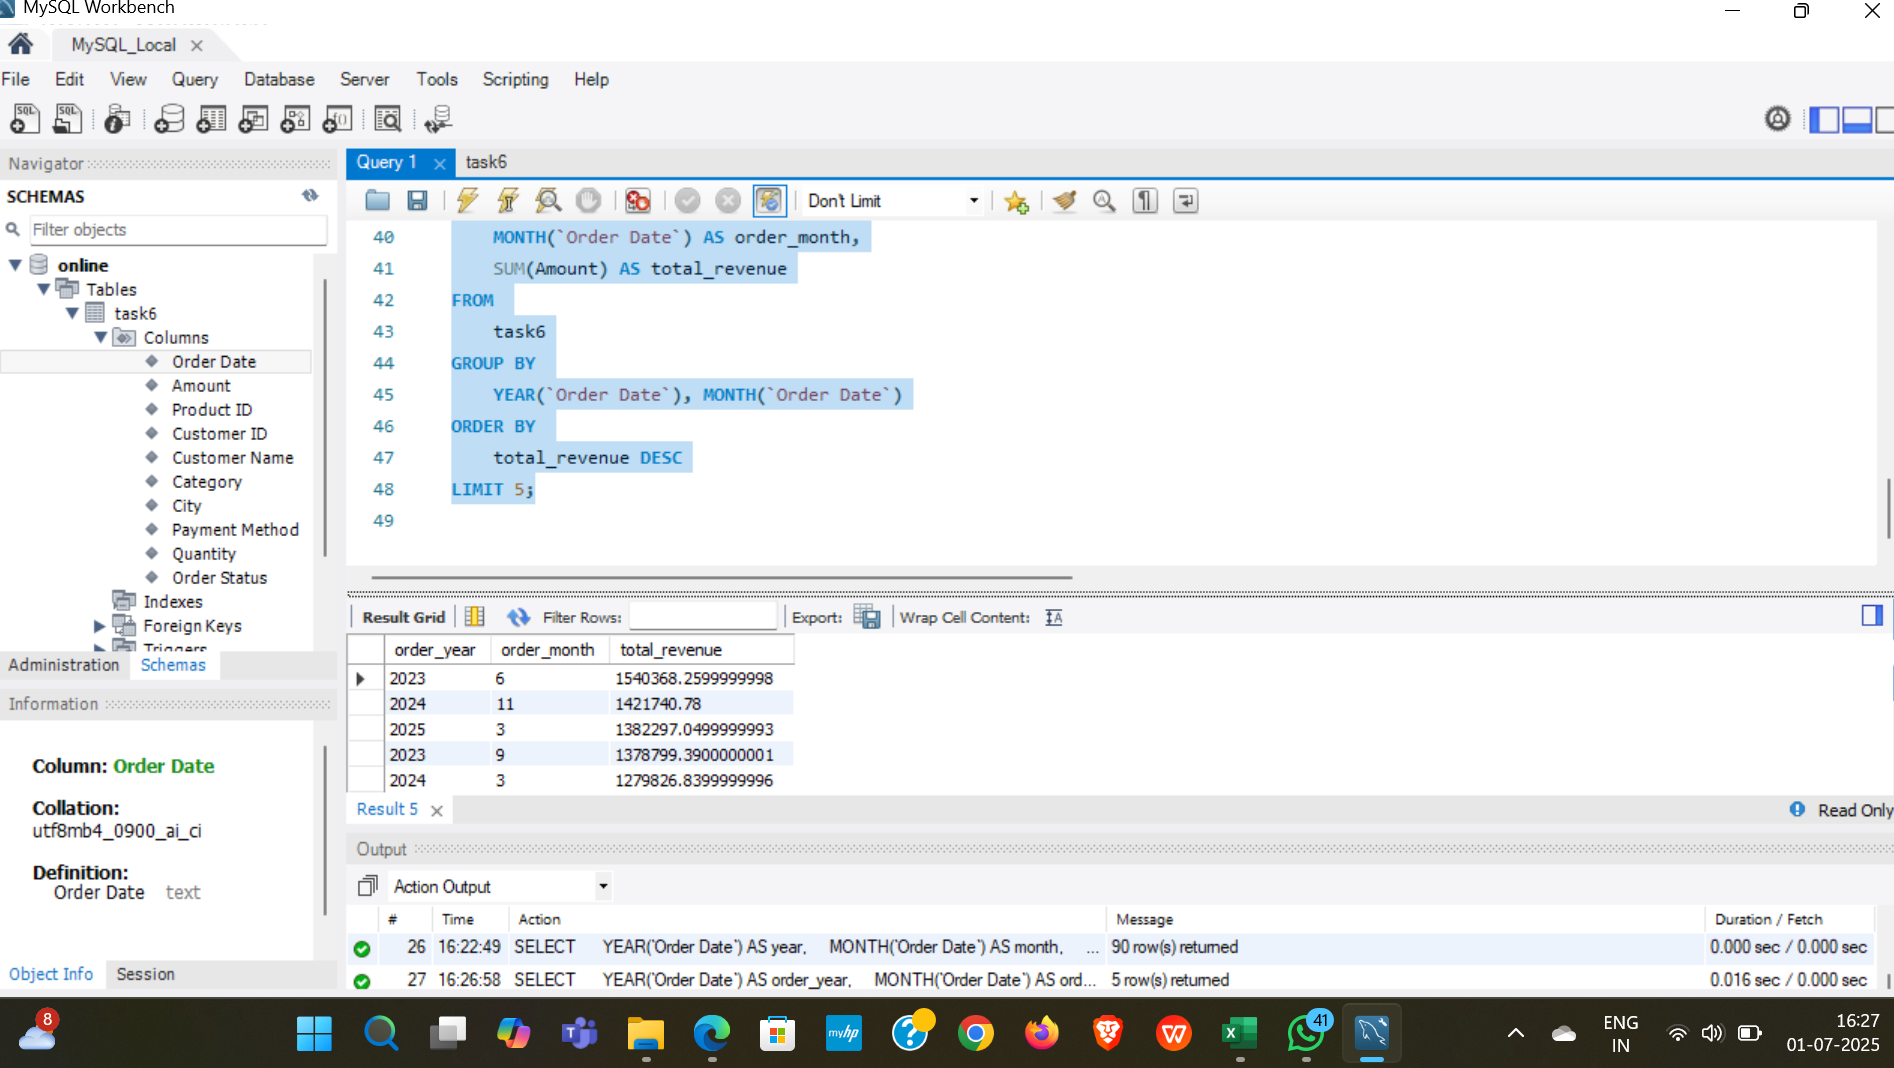 MySQL Workbench
MySQL_Local
File Edit View Query Database Server Tools Scripting Help
Navigator
SCHEMAS
Filter objects
online
Tables
task6
Columns
Order Date
Amount
Product ID
Customer ID
Customer Name
Category
City
Payment Method
Quantity
Order Status
Indexes
Foreign Keys
Triggers
Administration Schemas
Information
Column: Order Date
Collation:
utf8mb4_0900_ai_ci
Definition:
Order Date text
Object Info Session
Query 1 task6
Don't Limit
40 MONTH(`Order Date`) AS order_month,
41 SUM(Amount) AS total_revenue
42 FROM
43 task6
44 GROUP BY
45 YEAR(`Order Date`), MONTH(`Order Date`)
46 ORDER BY
47 total_revenue DESC
48 LIMIT 5;
49
Result Grid Filter Rows: Export: Wrap Cell Content:
order_year order_month total_revenue
2023 6 1540368.2599999998
2024 11 1421740.78
2025 3 1382297.0499999993
2023 9 1378799.3900000001
2024 3 1279826.8399999996
Result 5 Read Only
Output
Action Output
# Time Action Message Duration / Fetch
26 16:22:49 SELECT YEAR(`Order Date`) AS year, MONTH(`Order Date`) AS month, ... 90 row(s) returned 0.000 sec / 0.000 sec
27 16:26:58 SELECT YEAR(`Order Date`) AS order_year, MONTH(`Order Date`) AS ord... 5 row(s) returned 0.016 sec / 0.000 sec
8
myhp
41
ENG
IN
16:27
01-07-2025